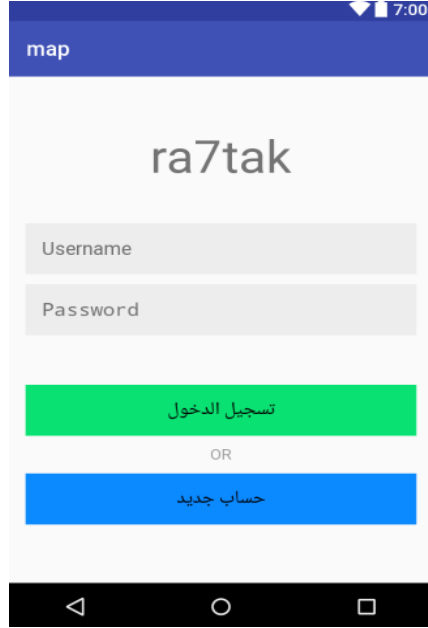 7:00
map
ra7tak
Username
Password
تسجيل الدخول
OR
حساب جديد